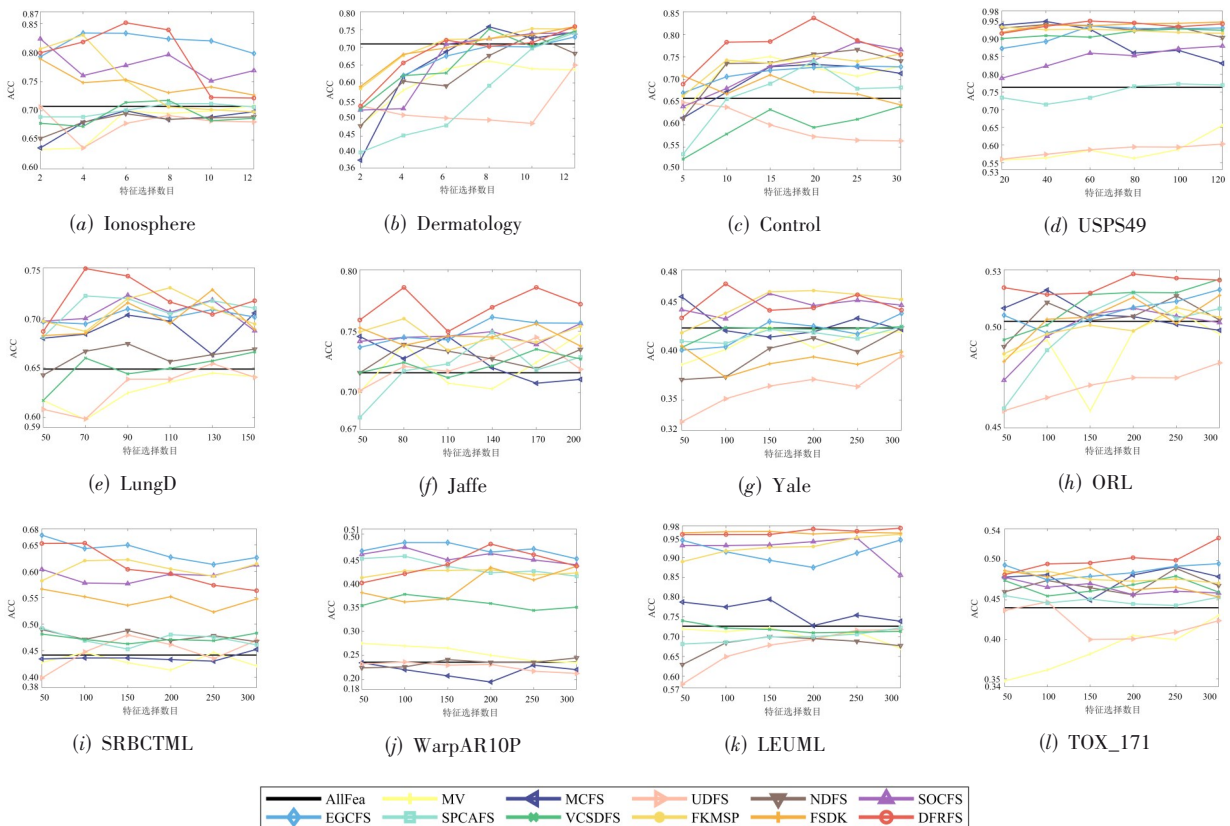 0.87
0.85
0.80
0.75
0.70
0.65
0.60
ACC
2 4 6 8 10 12
特征选择数目
(a) Ionosphere
0.80
0.75
0.70
0.65
0.60
0.55
0.50
0.45
0.40
0.36
ACC
2 4 6 8 10 12
特征选择数目
(b) Dermatology
0.85
0.80
0.75
0.70
0.65
0.60
0.55
0.50
ACC
5 10 15 20 25 30
特征选择数目
(c) Control
0.98
0.95
0.90
0.85
0.80
0.75
0.70
0.65
0.60
0.55
0.53
ACC
20 40 60 80 100 120
特征选择数目
(d) USPS49
0.75
0.70
0.65
0.60
0.59
ACC
50 70 90 110 130 150
特征选择数目
(e) LungD
0.80
0.75
0.70
0.67
ACC
50 80 110 140 170 200
特征选择数目
(f) Jaffe
0.48
0.45
0.40
0.35
0.32
ACC
50 100 150 200 250 300
特征选择数目
(g) Yale
0.53
0.50
0.45
ACC
50 100 150 200 250 300
特征选择数目
(h) ORL
0.68
0.65
0.60
0.55
0.50
0.45
0.40
0.38
ACC
50 100 150 200 250 300
特征选择数目
(i) SRBCTML
0.51
0.50
0.45
0.40
0.35
0.30
0.25
0.20
0.18
ACC
50 100 150 200 250 300
特征选择数目
(j) WarpAR10P
0.98
0.95
0.90
0.85
0.80
0.75
0.70
0.65
0.60
0.57
ACC
50 100 150 200 250 300
特征选择数目
(k) LEUML
0.54
0.50
0.45
0.40
0.35
0.34
ACC
50 100 150 200 250 300
特征选择数目
(l) TOX_171
AllFea MV MCFS UDFS NDFS SOCFS
EGCFS SPCAFS VCSDFS FKMSP FSDK DFRFS